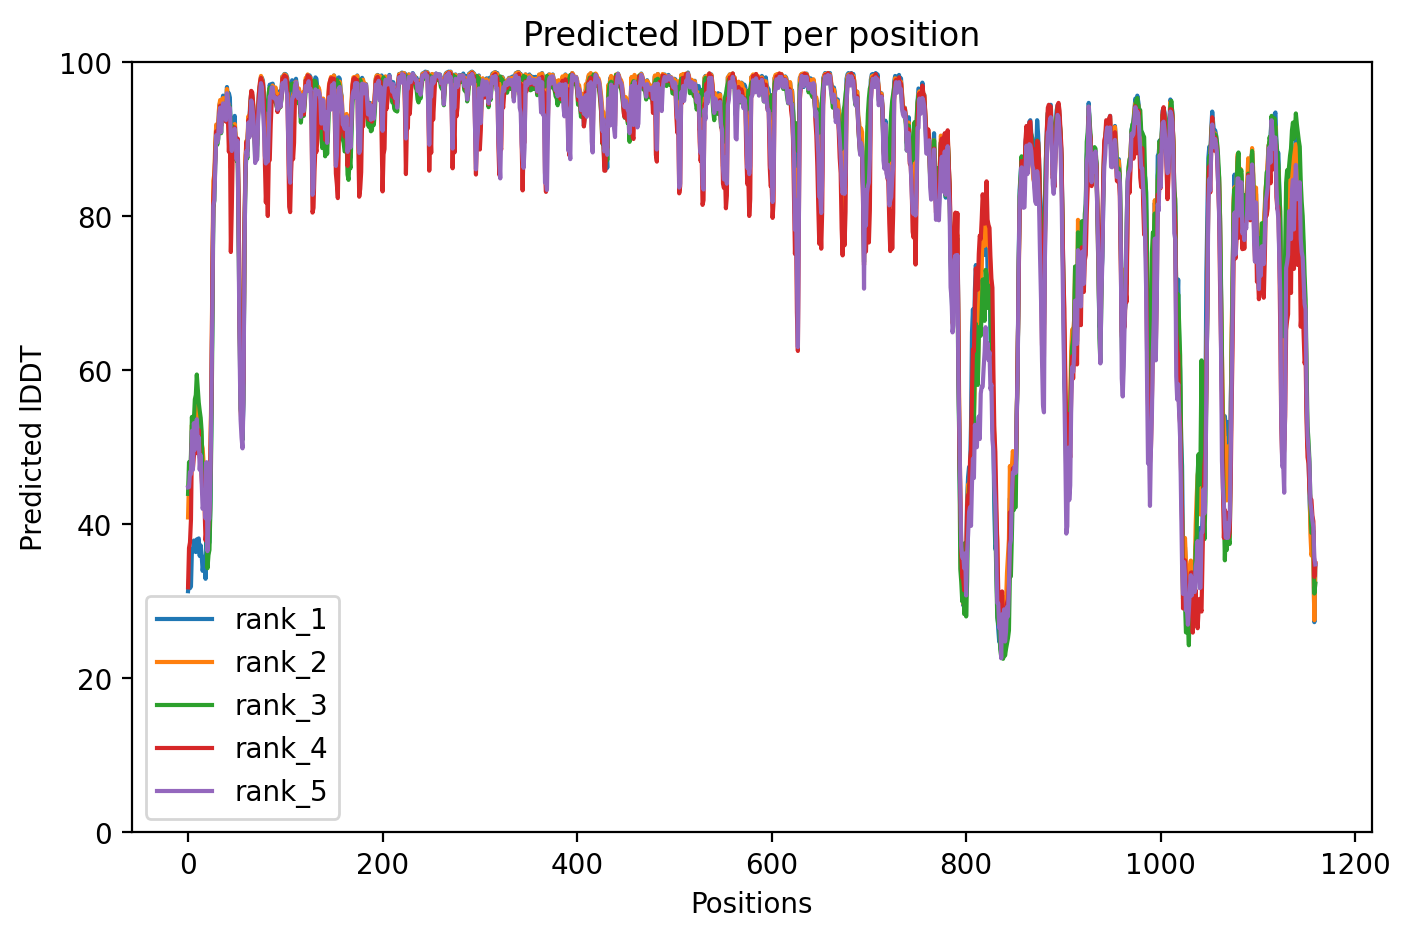 Predicted lDDT per position
Predicted lDDT
100
80
60
40
20
0
rank_1
rank_2
rank_3
rank_4
rank_5
0 200 400 600 800 1000 1200
Positions